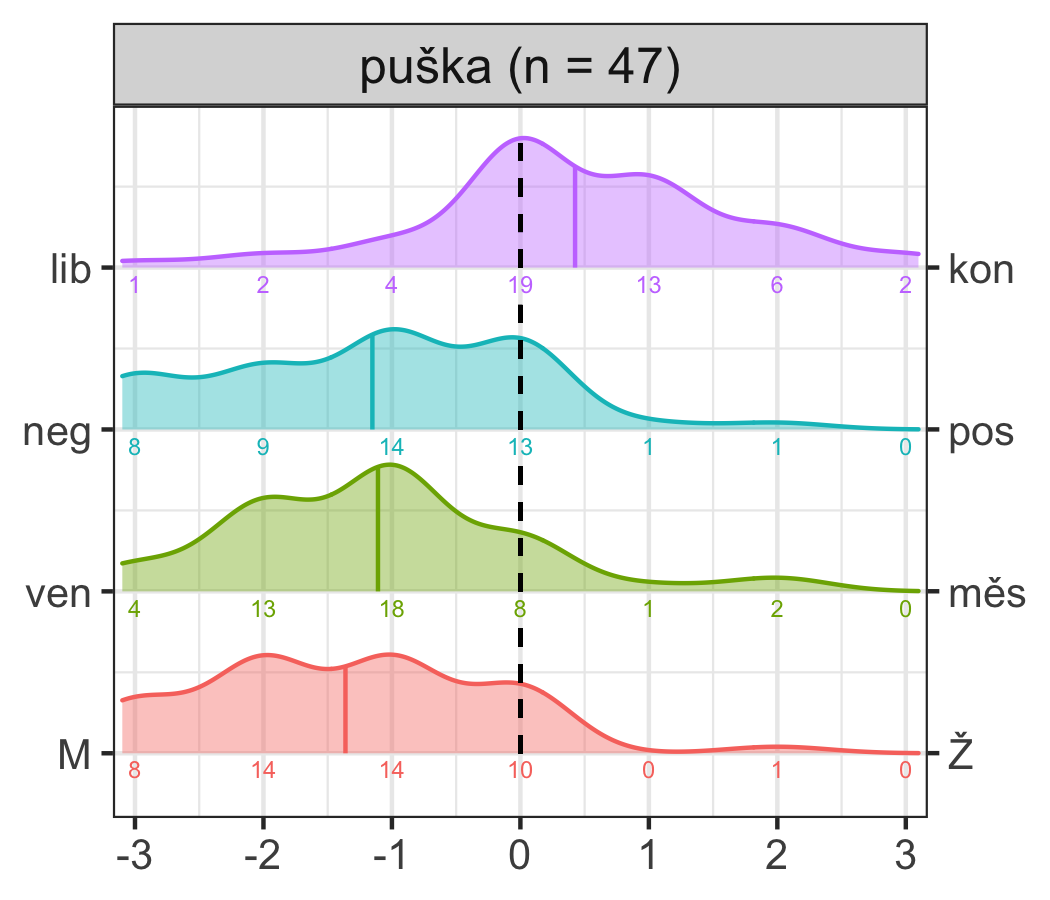 puška (n = 47)
lib kon
1 2 4 19 13 6 2
neg pos
8 9 14 13 1 1 0
ven měs
4 13 18 8 1 2 0
M Ž
8 14 14 10 0 1 0
-3 -2 -1 0 1 2 3